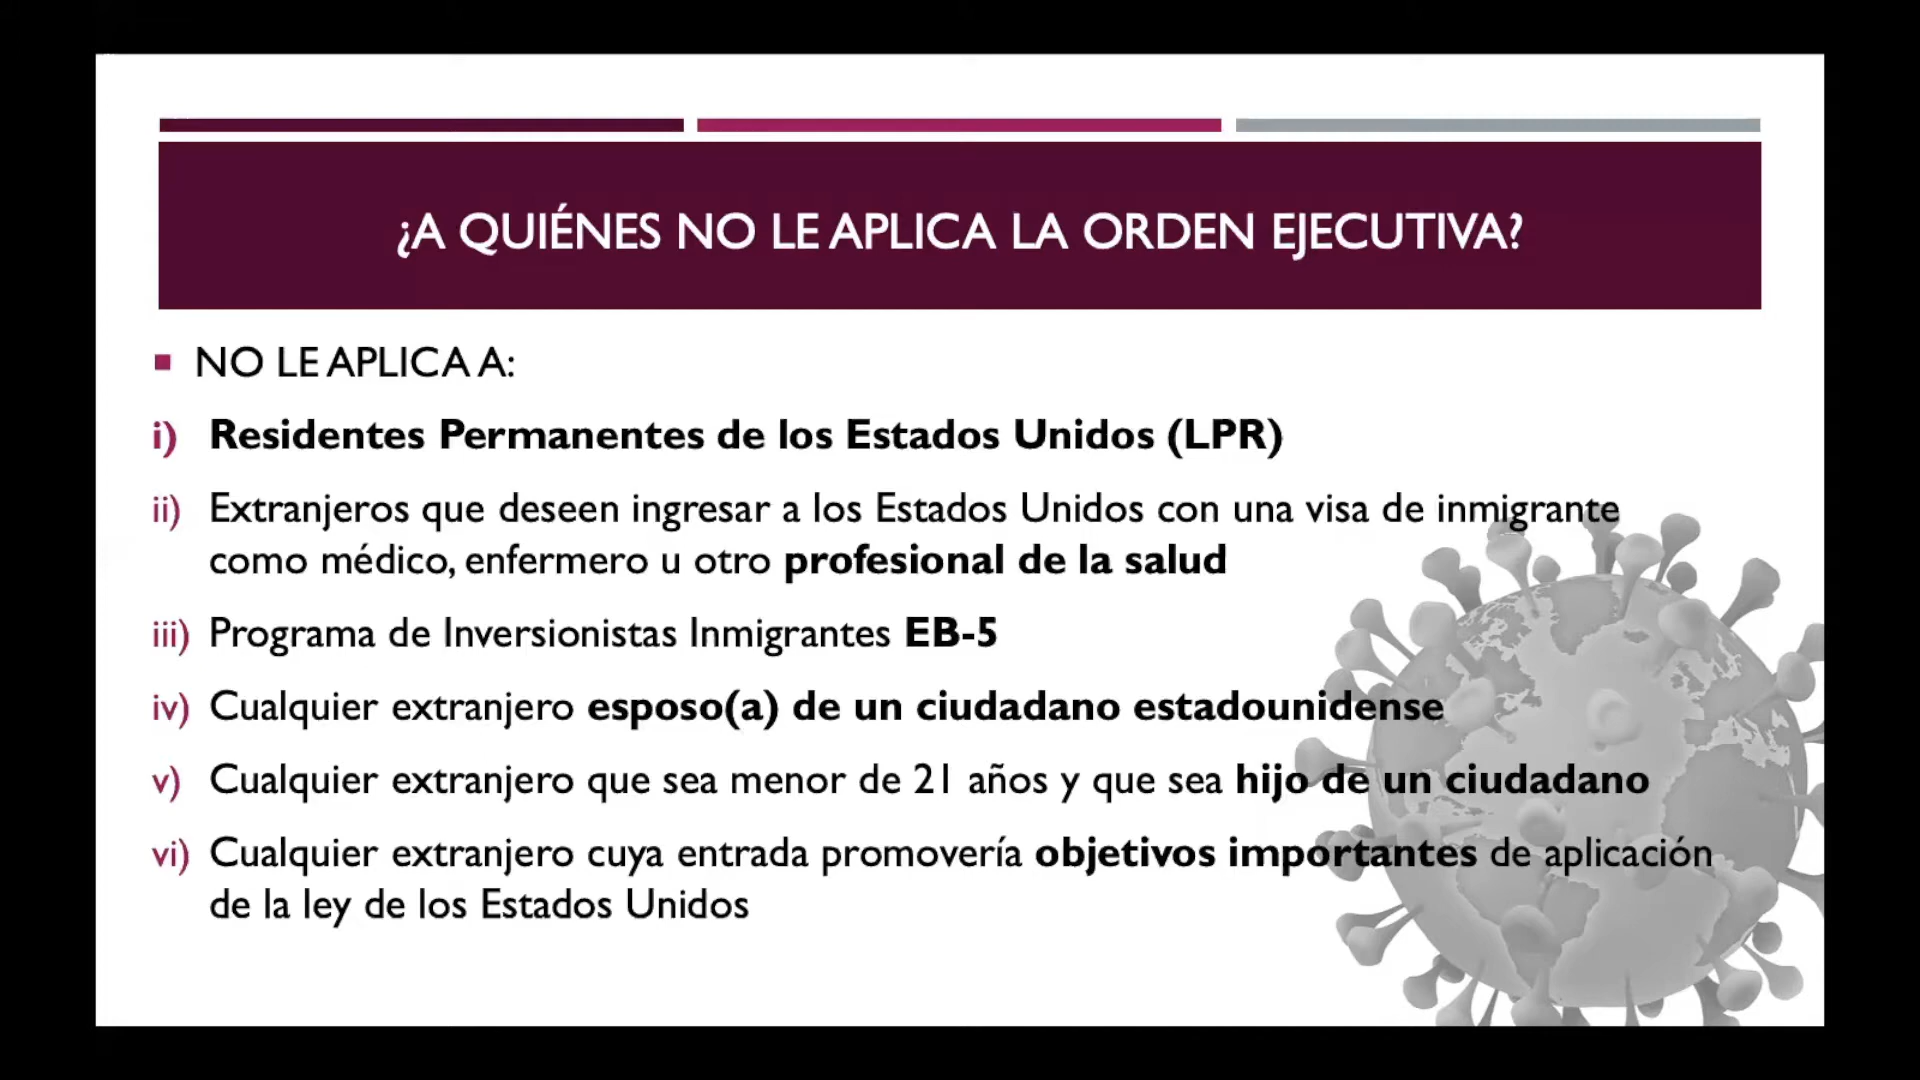 ¿A QUIÉNES NO LE APLICA LA ORDEN EJECUTIVA?
NO LE APLICA A:
i) Residentes Permanentes de los Estados Unidos (LPR)
ii) Extranjeros que deseen ingresar a los Estados Unidos con una visa de inmigrante
como médico, enfermero u otro profesional de la salud
iii) Programa de Inversionistas Inmigrantes EB-5
iv) Cualquier extranjero esposo(a) de un ciudadano estadounidense
v) Cualquier extranjero que sea menor de 21 años y que sea hijo de un ciudadano
vi) Cualquier extranjero cuya entrada promovería objetivos importantes de aplicación
de la ley de los Estados Unidos